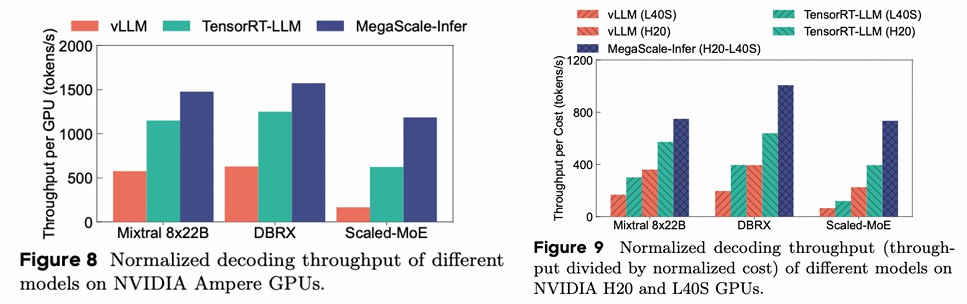 vLLM TensorRT-LLM MegaScale-Infer
Throughput per GPU (tokens/s)
2000
1500
1000
500
0
Mixtral 8x22B DBRX Scaled-MoE
Figure 8 Normalized decoding throughput of different
models on NVIDIA Ampere GPUs.
vLLM (L40S) TensorRT-LLM (L40S)
vLLM (H20) TensorRT-LLM (H20)
MegaScale-Infer (H20-L40S)
Throughput per Cost (tokens/s)
1200
800
400
0
Mixtral 8x22B DBRX Scaled-MoE
Figure 9 Normalized decoding throughput (through-
put divided by normalized cost) of different models on
NVIDIA H20 and L40S GPUs.